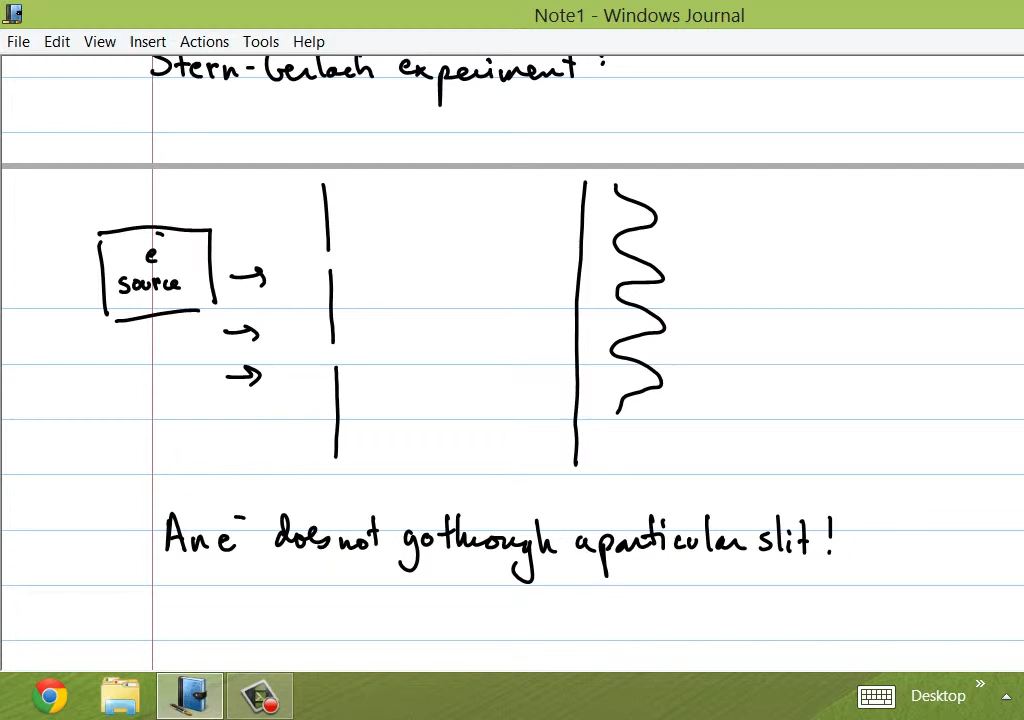 Note1 - Windows Journal
File Edit View Insert Actions Tools Help
Stern-Gerlach experiment :
e⁻
source
An e⁻ does not go through a particular slit !
Desktop